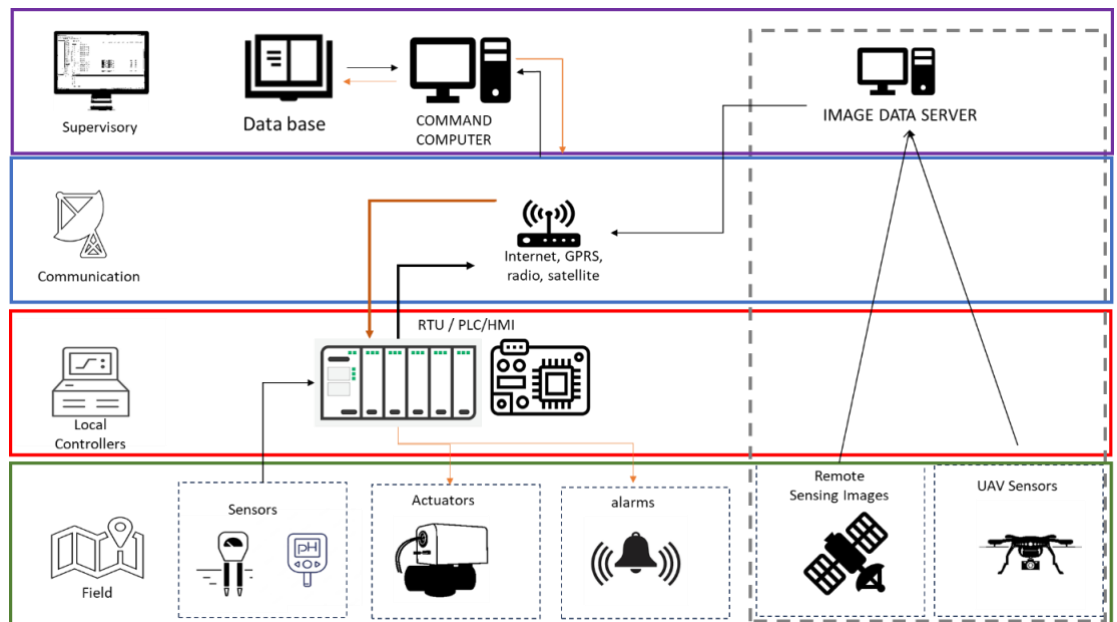 Supervisory
Data base
COMMAND
COMPUTER
IMAGE DATA SERVER
Communication
Internet, GPRS,
radio, satellite
RTU / PLC/HMI
Local
Controllers
Field
Sensors
pH
Actuators
alarms
Remote
Sensing Images
UAV Sensors